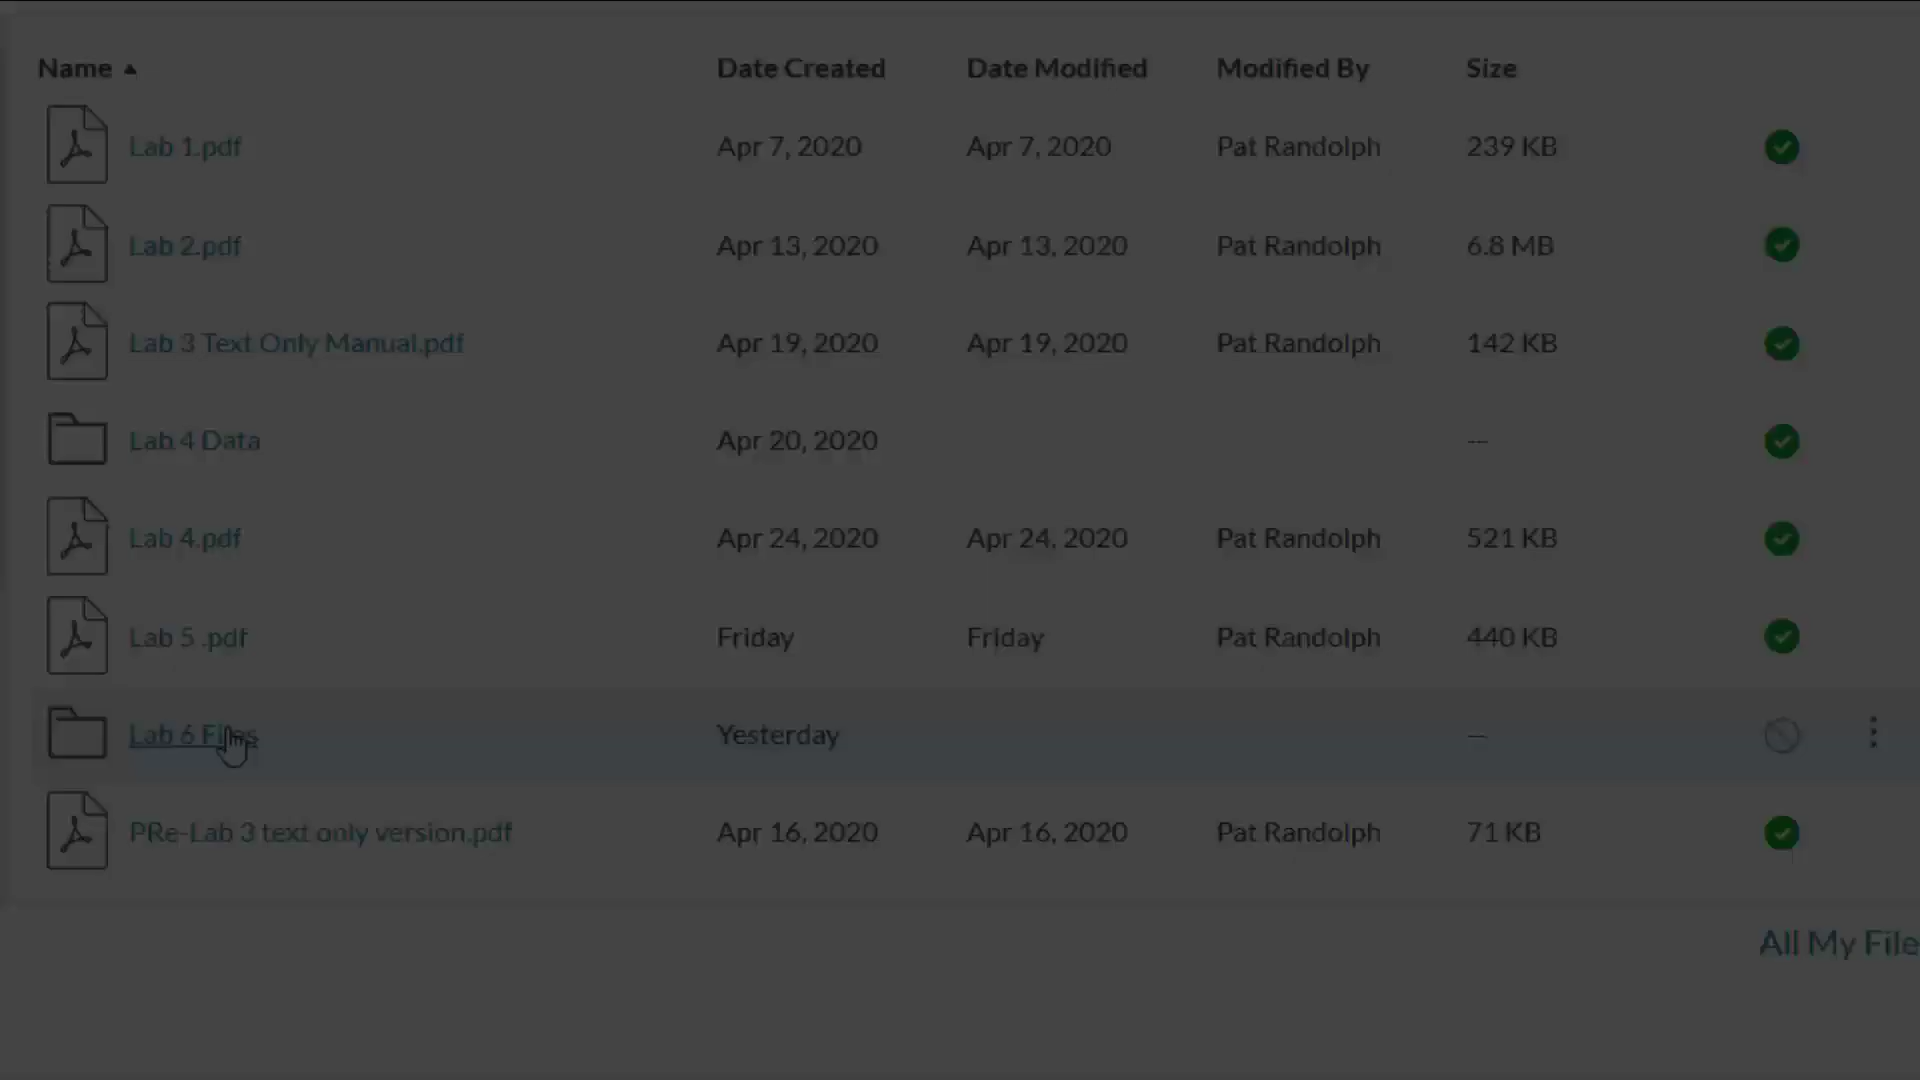 Name Date Created Date Modified Modified By Size
Lab 1.pdf Apr 7, 2020 Apr 7, 2020 Pat Randolph 239 KB
Lab 2.pdf Apr 13, 2020 Apr 13, 2020 Pat Randolph 6.8 MB
Lab 3 Text Only Manual.pdf Apr 19, 2020 Apr 19, 2020 Pat Randolph 142 KB
Lab 4 Data Apr 20, 2020 --
Lab 4.pdf Apr 24, 2020 Apr 24, 2020 Pat Randolph 521 KB
Lab 5 .pdf Friday Friday Pat Randolph 440 KB
Lab 6 Files Yesterday --
PRe-Lab 3 text only version.pdf Apr 16, 2020 Apr 16, 2020 Pat Randolph 71 KB
All My File